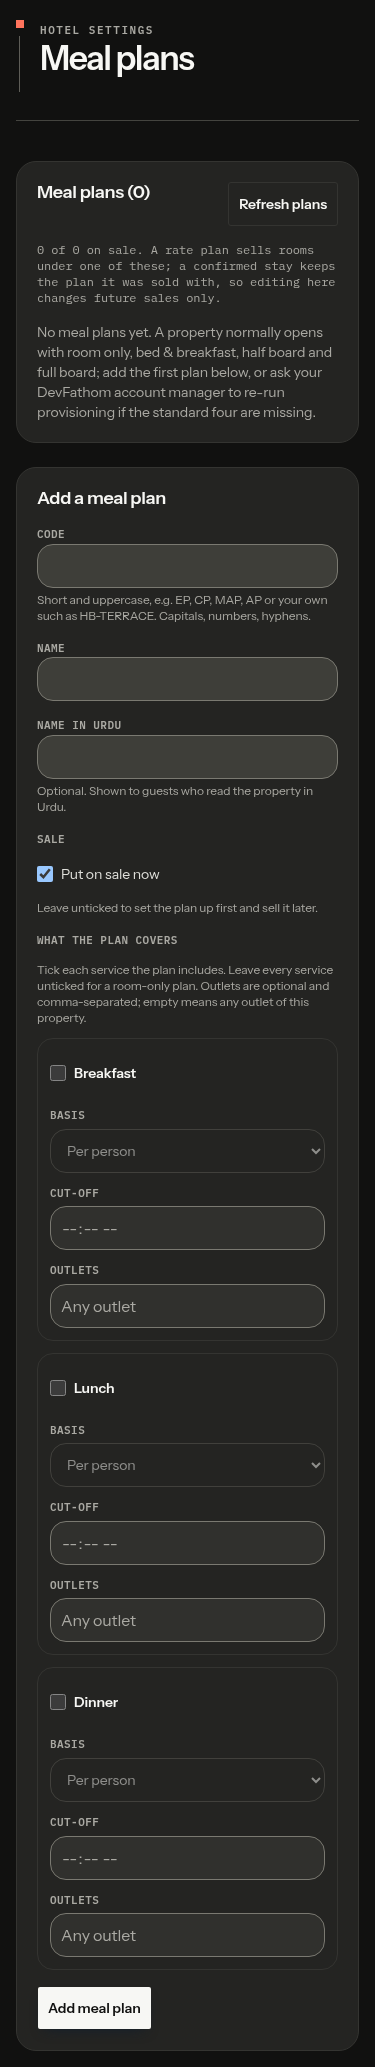 HOTEL SETTINGS
Meal plans
Meal plans (0)
Refresh plans
0 of 0 on sale. A rate plan sells rooms
under one of these; a confirmed stay keeps
the plan it was sold with, so editing here
changes future sales only.
No meal plans yet. A property normally opens
with room only, bed & breakfast, half board and
full board; add the first plan below, or ask your
DevFathom account manager to re-run
provisioning if the standard four are missing.
Add a meal plan
CODE
Short and uppercase, e.g. EP, CP, MAP, AP or your own
such as HB-TERRACE. Capitals, numbers, hyphens.
NAME
NAME IN URDU
Optional. Shown to guests who read the property in
Urdu.
SALE
Put on sale now
Leave unticked to set the plan up first and sell it later.
WHAT THE PLAN COVERS
Tick each service the plan includes. Leave every service
unticked for a room-only plan. Outlets are optional and
comma-separated; empty means any outlet of this
property.
Breakfast
BASIS
Per person
CUT-OFF
--:-- --
OUTLETS
Any outlet
Lunch
BASIS
Per person
CUT-OFF
--:-- --
OUTLETS
Any outlet
Dinner
BASIS
Per person
CUT-OFF
--:-- --
OUTLETS
Any outlet
Add meal plan